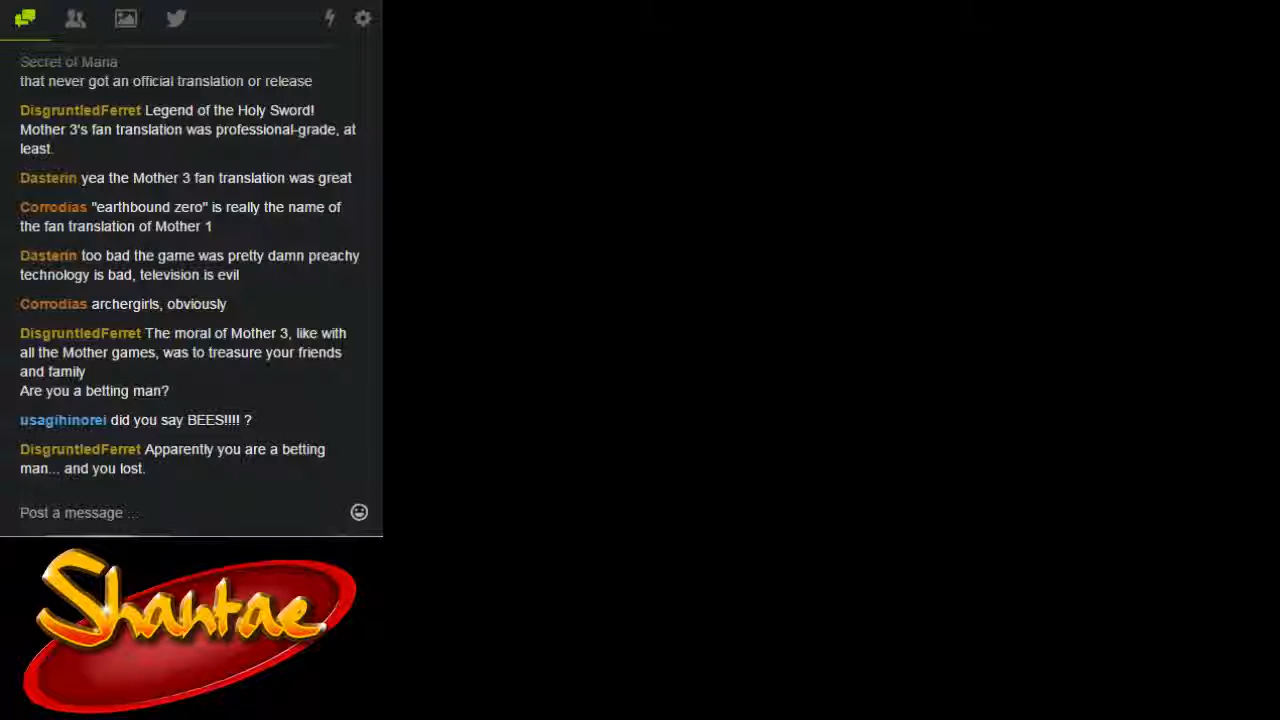 Secret of Mana
that never got an official translation or release
DisgruntledFerret Legend of the Holy Sword!
Mother 3's fan translation was professional-grade, at
least.
Dasterin yea the Mother 3 fan translation was great
Corrodias "earthbound zero" is really the name of
the fan translation of Mother 1
Dasterin too bad the game was pretty damn preachy
technology is bad, television is evil
Corrodias archergirls, obviously
DisgruntledFerret The moral of Mother 3, like with
all the Mother games, was to treasure your friends
and family
Are you a betting man?
usagihinorei did you say BEES!!!! ?
DisgruntledFerret Apparently you are a betting
man... and you lost.
Post a message ...
Shantae